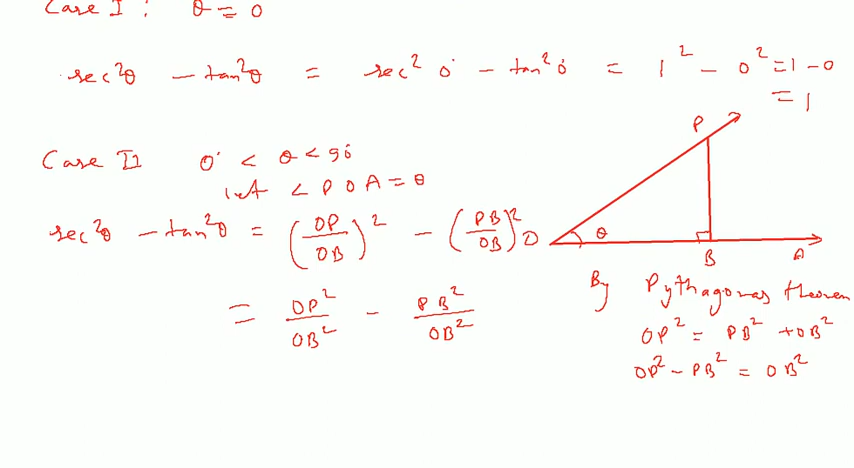 Case I : θ = 0
sec²θ - tan²θ = sec² 0° - tan² 0° = 1² - 0² = 1 - 0
= 1
Case II 0° < θ < 90°
let < P O A = θ
sec²θ - tan²θ = (OP/OB)² - (PB/OB)²
= OP²/OB² - PB²/OB²
P
O θ B A
By Pythagoras theorem
OP² = PB² + OB²
OP² - PB² = OB²